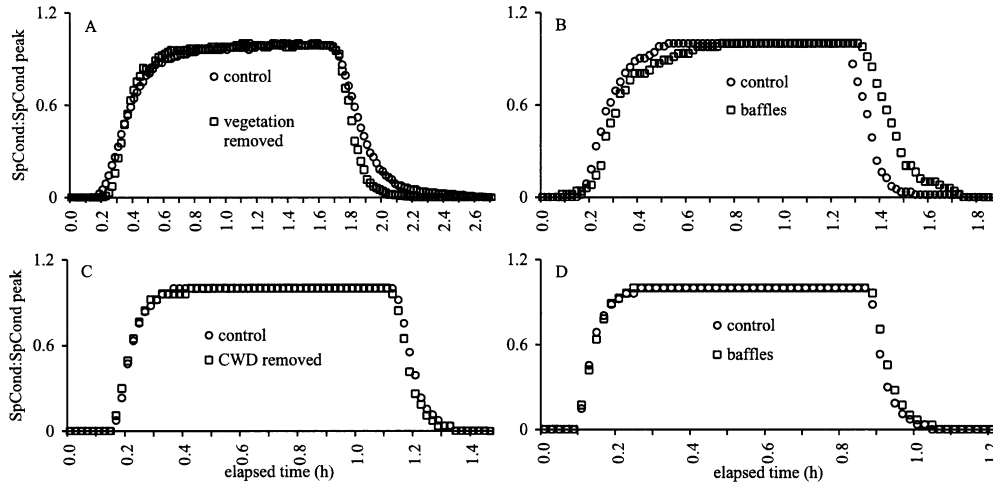 A
1.2
0.6
0
SpCond:SpCond peak
control
vegetation
removed
0.0 0.2 0.4 0.6 0.8 1.0 1.2 1.4 1.6 1.8 2.0 2.2 2.4 2.6
B
1.2
0.6
0
control
baffles
0.0 0.2 0.4 0.6 0.8 1.0 1.2 1.4 1.6 1.8
C
1.2
0.6
0
SpCond:SpCond peak
control
CWD removed
0.0 0.2 0.4 0.6 0.8 1.0 1.2 1.4
elapsed time (h)
D
1.2
0.6
0
control
baffles
0.0 0.2 0.4 0.6 0.8 1.0 1.2
elapsed time (h)